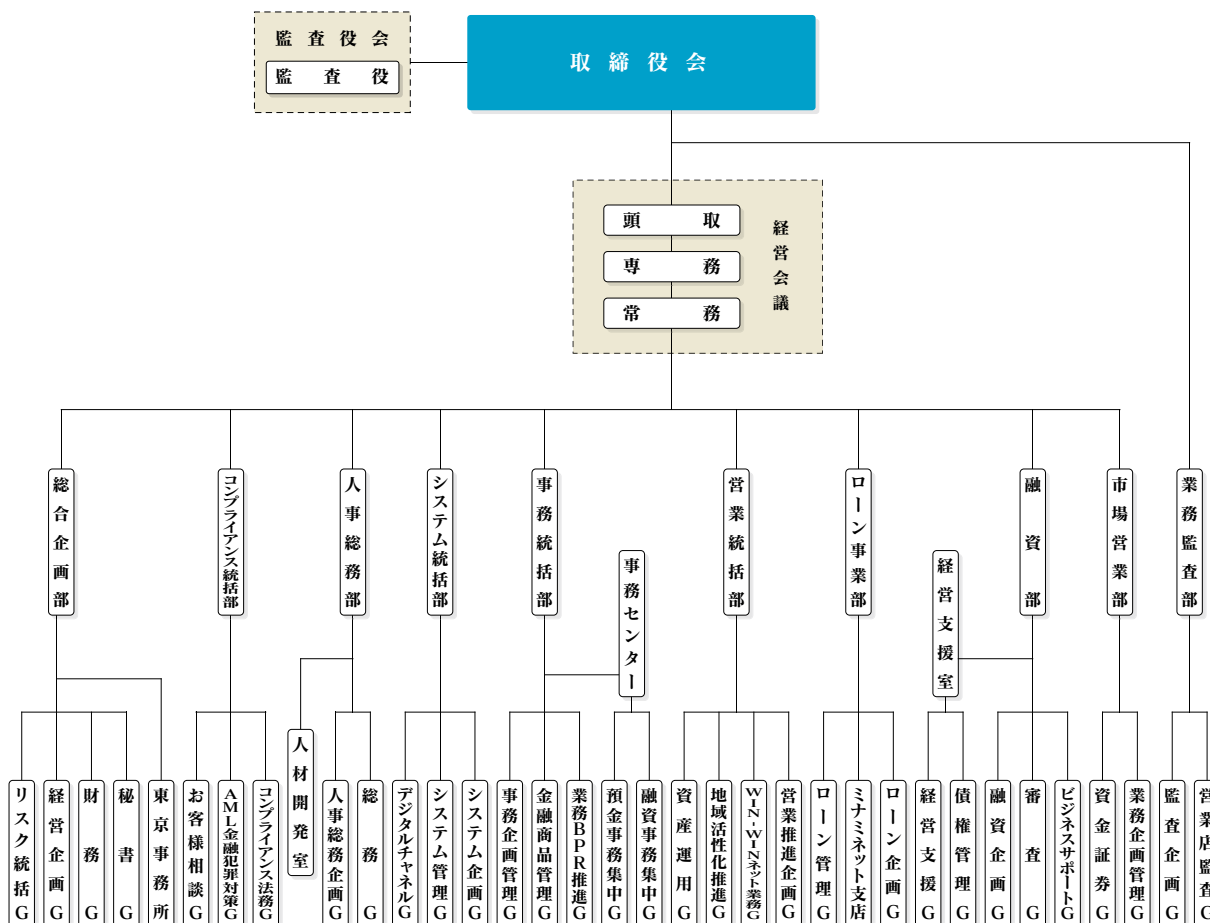 監査役会
監査役
取締役会
頭取
専務
常務
経営会議
総合企画部
コンプライアンス統括部
人事総務部
システム統括部
事務統括部
事務センター
営業統括部
ローン事業部
経営支援室
融資部
市場営業部
業務監査部
リスク統括G
経営企画G
財務G
秘書G
東京事務所
お客様相談G
AML金融犯罪対策G
コンプライアンス法務G
人材開発室
人事総務企画G
総務G
デジタルチャネルG
システム管理G
システム企画G
事務企画管理G
金融商品管理G
業務BPR推進G
預金事務集中G
融資事務集中G
資産運用G
地域活性化推進G
WIN-WINネット業務G
営業推進企画G
ローン管理G
ミナミネット支店
ローン企画G
経営支援G
債権管理G
融資企画G
審査G
ビジネスサポートG
資金証券G
業務企画管理G
監査企画G
営業店監査G